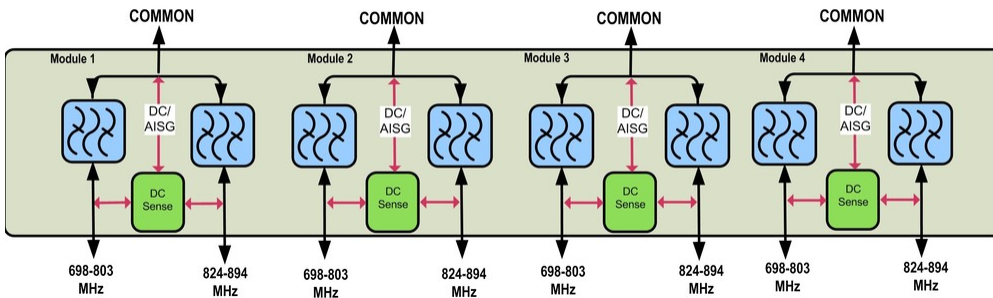 COMMON COMMON COMMON COMMON
Module 1 Module 2 Module 3 Module 4
DC/ DC/ DC/ DC/
AISG AISG AISG AISG
DC DC DC DC
Sense Sense Sense Sense
698-803 824-894 698-803 824-894 698-803 824-894 698-803 824-894
MHz MHz MHz MHz MHz MHz MHz MHz